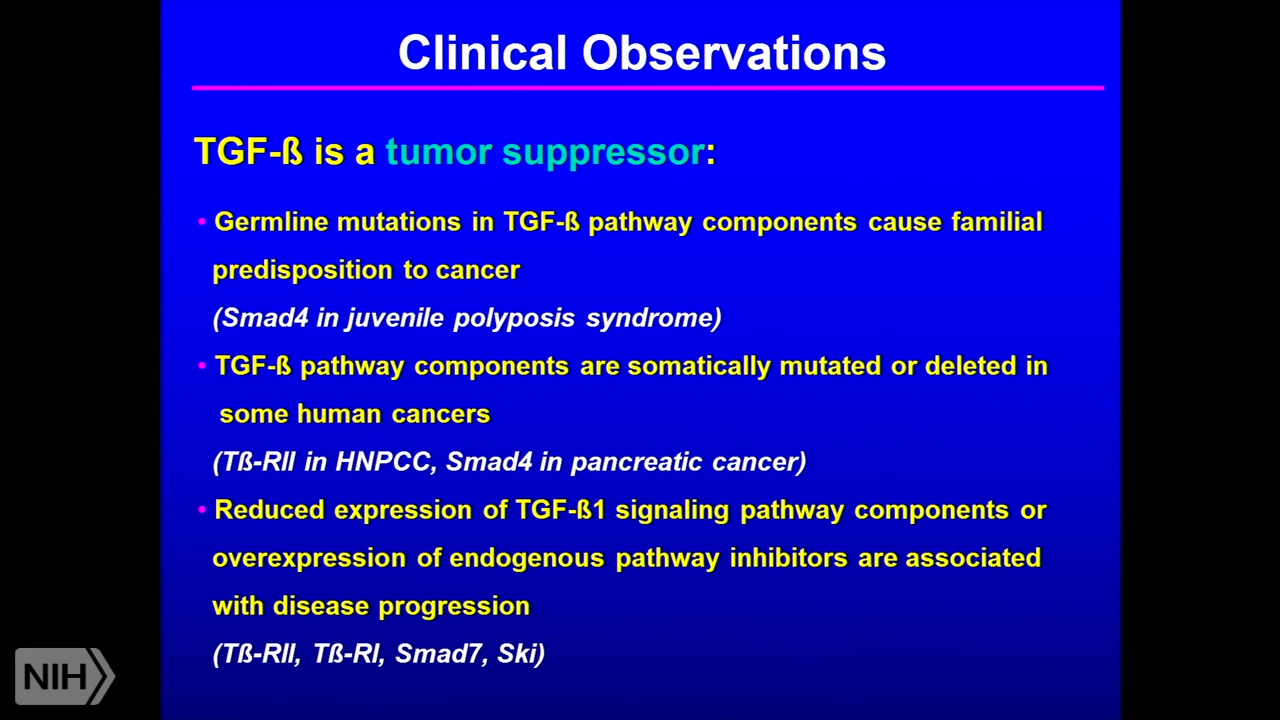 Clinical Observations
TGF-ß is a tumor suppressor:
• Germline mutations in TGF-ß pathway components cause familial
predisposition to cancer
(Smad4 in juvenile polyposis syndrome)
• TGF-ß pathway components are somatically mutated or deleted in
some human cancers
(Tß-RII in HNPCC, Smad4 in pancreatic cancer)
• Reduced expression of TGF-ß1 signaling pathway components or
overexpression of endogenous pathway inhibitors are associated
with disease progression
(Tß-RII, Tß-RI, Smad7, Ski)
NIH